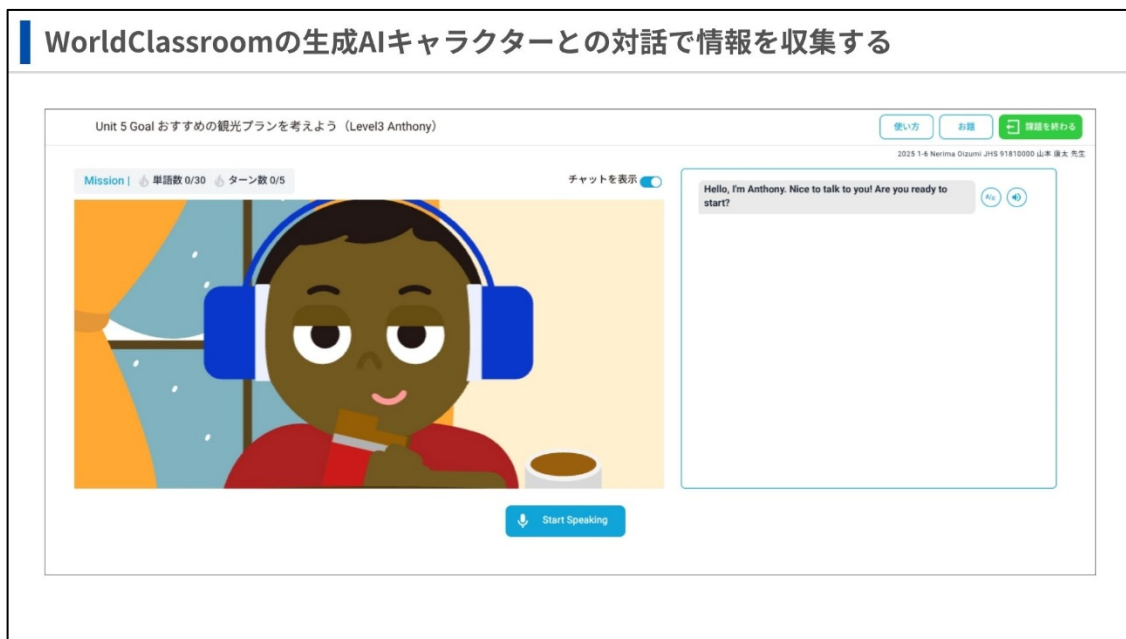 WorldClassroomの生成AIキャラクターとの対話で情報を収集する
Unit 5 Goal おすすめの観光プランを考えよう（Level3 Anthony）
使い方
お題
課題を終わる
2025 1-6 Nerima Oizumi JHS 91810000 山本 康太 先生
Mission | 単語数 0/30 ターン数 0/5
チャットを表示
Hello, I'm Anthony. Nice to talk to you! Are you ready to
start?
Start Speaking